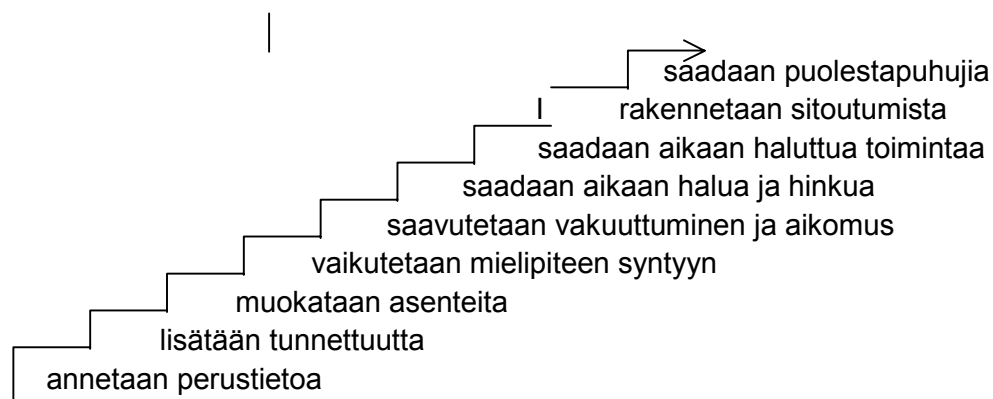 saadaan puolestapuhujia
rakennetaan sitoutumista
saadaan aikaan haluttua toimintaa
saadaan aikaan halua ja hinkua
saavutetaan vakuuttuminen ja aikomus
vaikutetaan mielipiteen syntyyn
muokataan asenteita
lisätään tunnettuutta
annetaan perustietoa